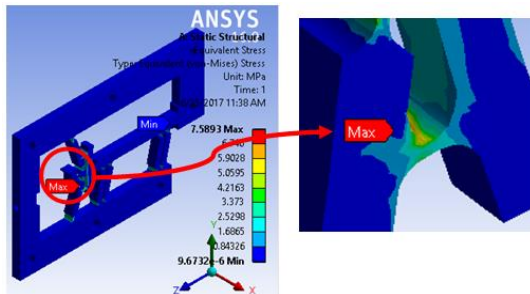 ANSYS
Static Structural
Equivalent Stress
Unit: MPa
Time: 1
2017 11:38 AM
Min
7.5893 Max
5.9028
5.0595
4.2163
3.373
2.5298
1.6865
0.84326
9.6732e-6 Min
Max
Y
Z
X
Max